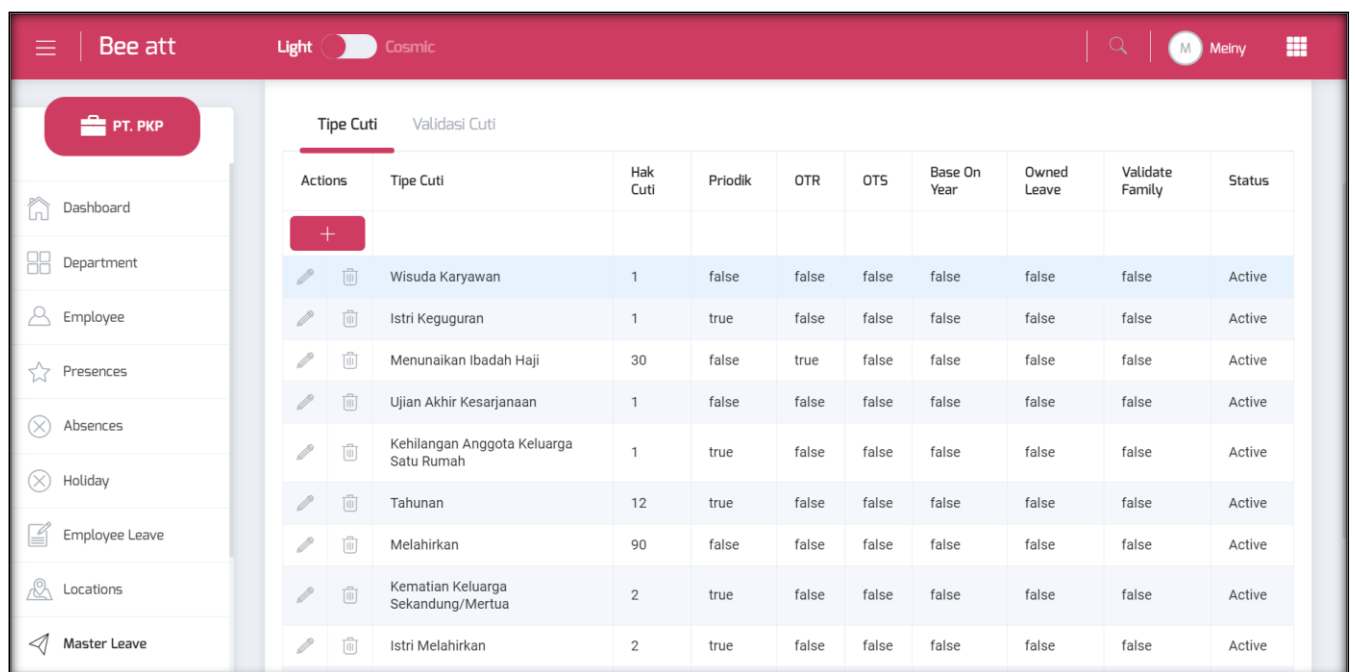 Bee att
Light Cosmic
M Melny
PT. PKP
Dashboard
Department
Employee
Presences
Absences
Holiday
Employee Leave
Locations
Master Leave
Tipe Cuti Validasi Cuti
Actions Tipe Cuti Hak Cuti Priodik OTR OTS Base On Year Owned Leave Validate Family Status
+
Wisuda Karyawan 1 false false false false false false Active
Istri Keguguran 1 true false false false false false Active
Menunaikan Ibadah Haji 30 false true false false false false Active
Ujian Akhir Kesarjanaan 1 false false false false false false Active
Kehilangan Anggota Keluarga Satu Rumah 1 true false false false false false Active
Tahunan 12 true false false false false false Active
Melahirkan 90 false false false false false false Active
Kematian Keluarga Sekandung/Mertua 2 true false false false false false Active
Istri Melahirkan 2 true false false false false false Active